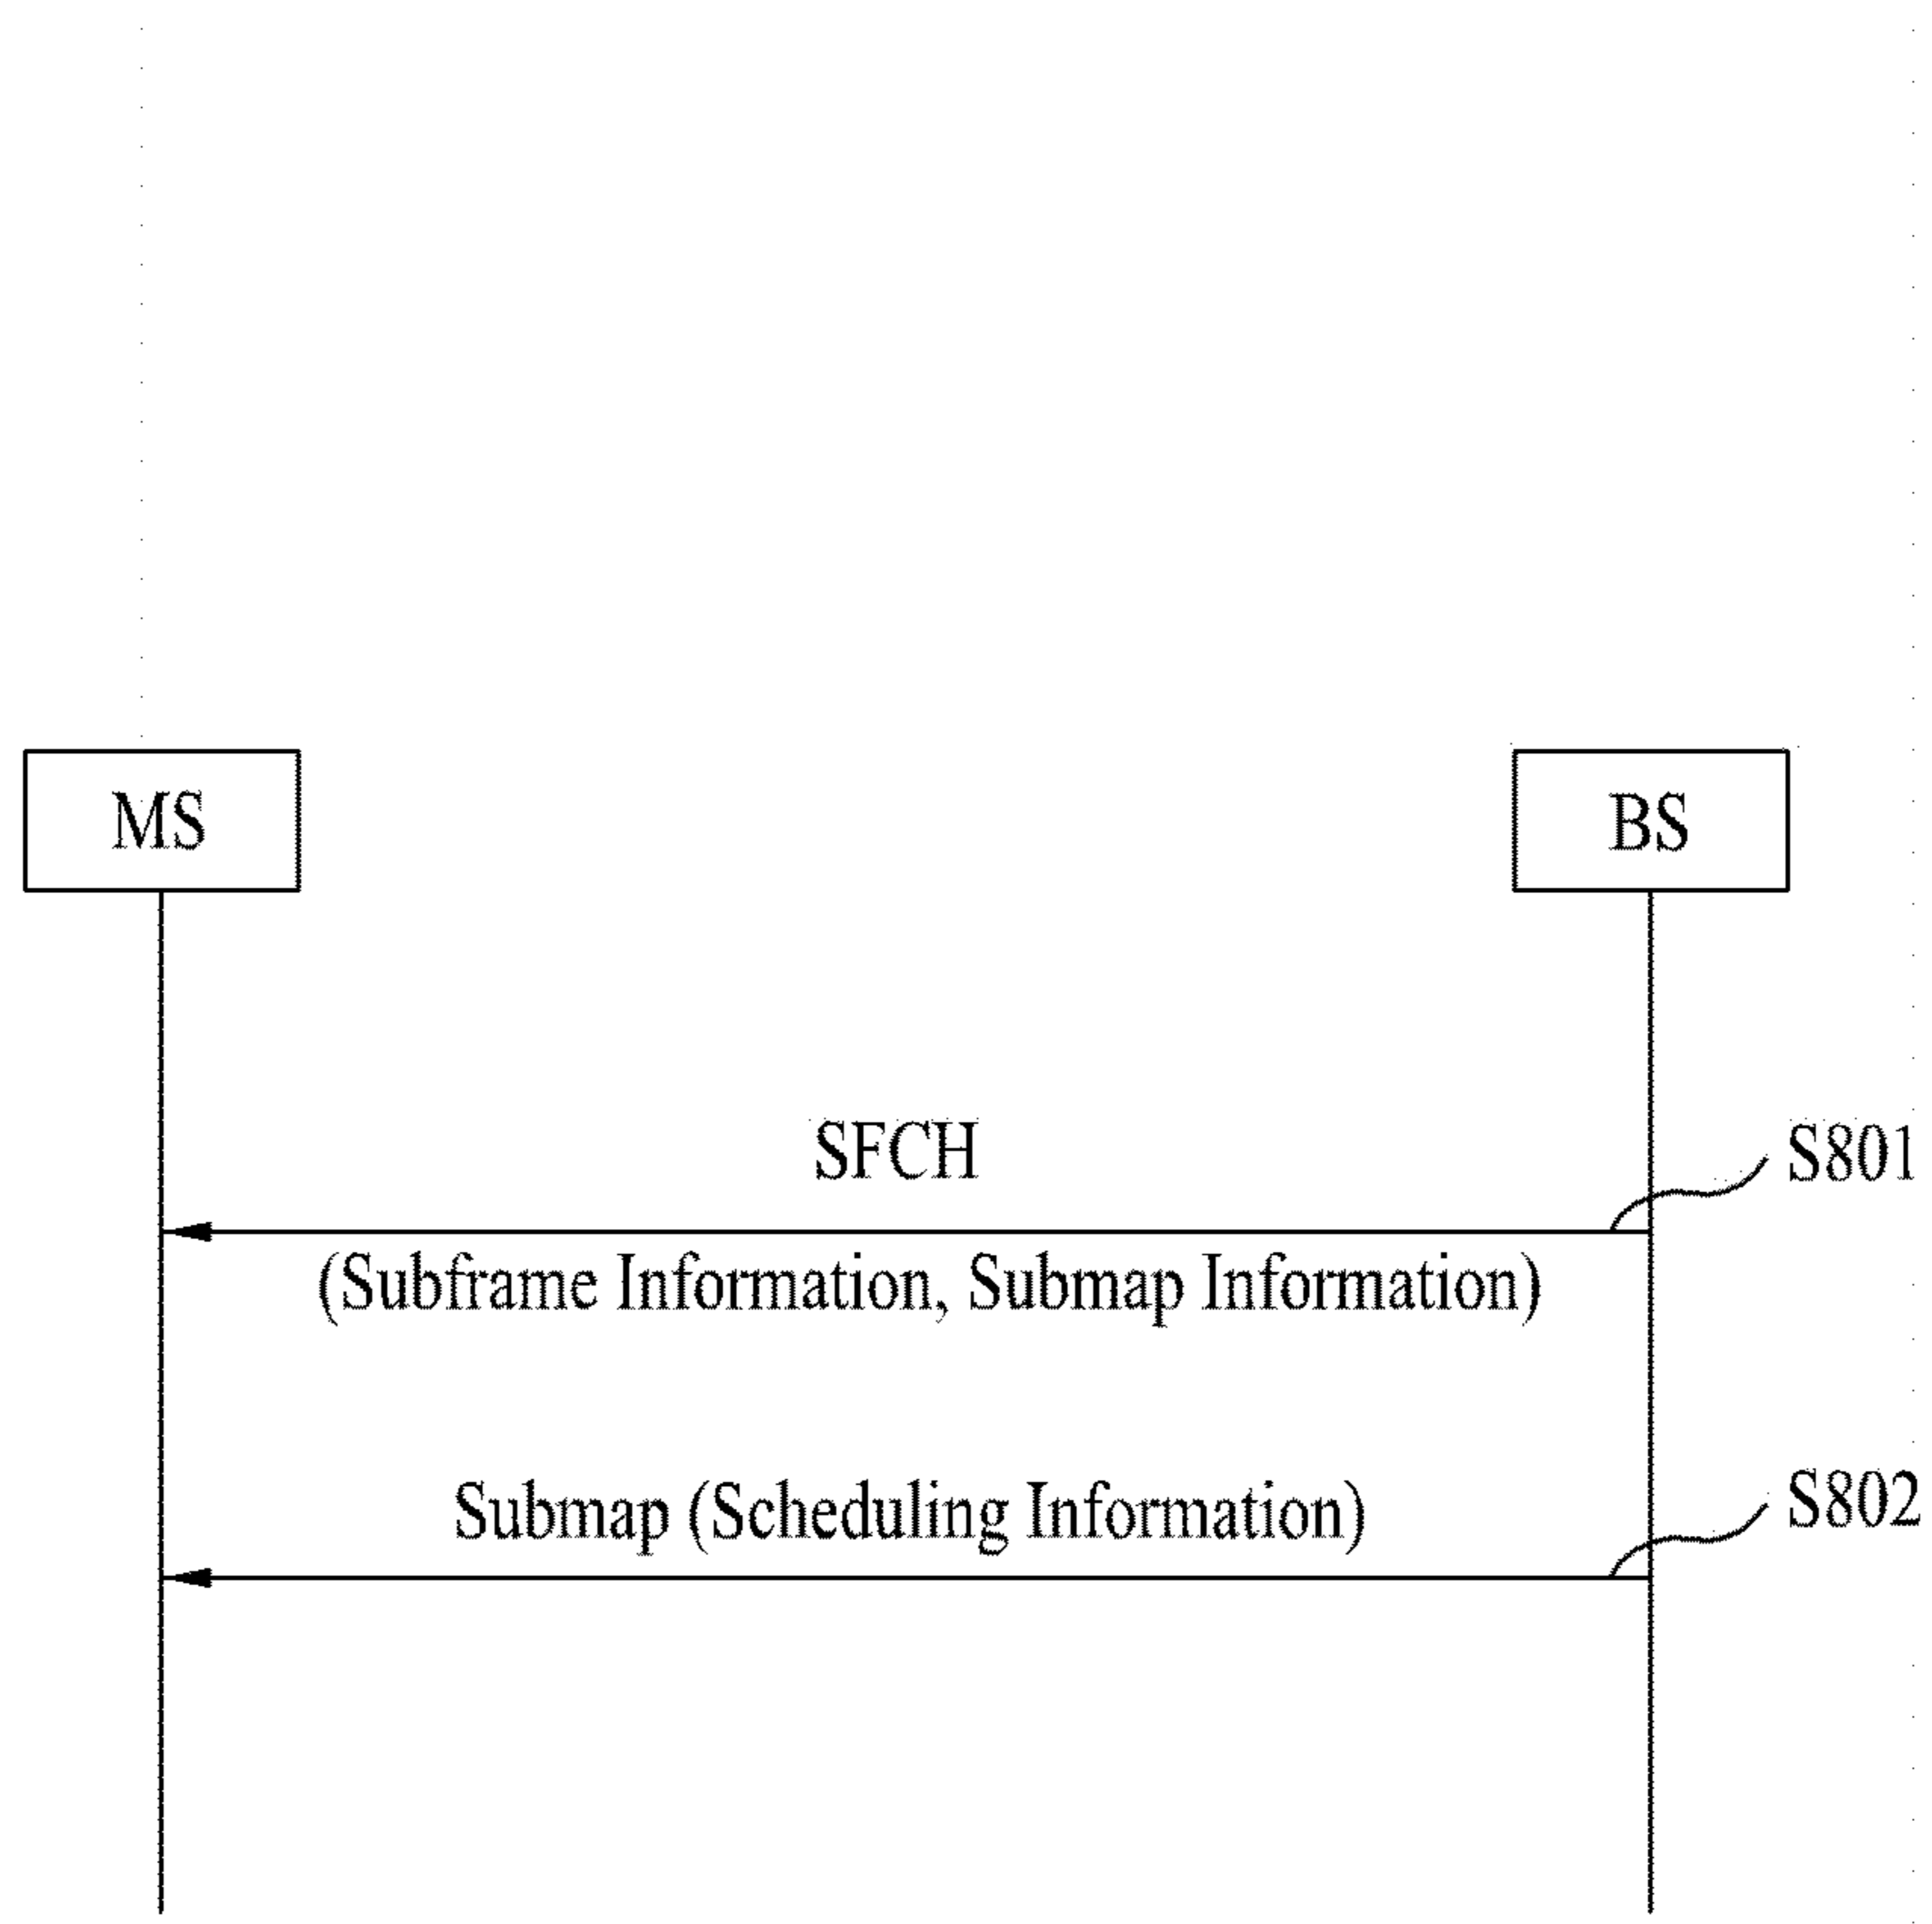 MS
BS
SFCH
S801
(Subframe Information, Submap Information)
Submap (Scheduling Information)
S802